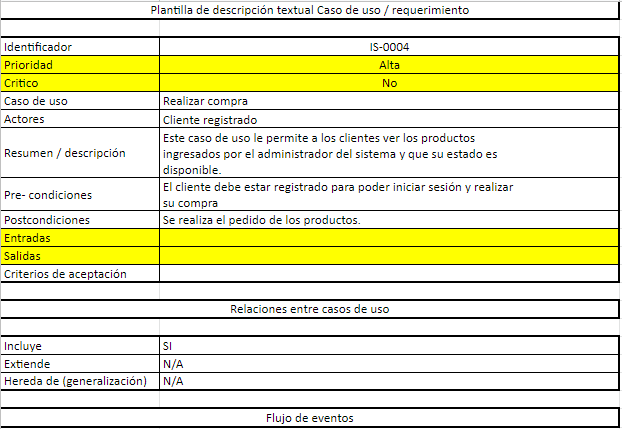 Plantilla de descripción textual Caso de uso / requerimiento
Identificador IS-0004
Prioridad Alta
Critico No
Caso de uso Realizar compra
Actores Cliente registrado
Resumen / descripción Este caso de uso le permite a los clientes ver los productos
ingresados por el administrador del sistema y que su estado es
disponible.
Pre- condiciones El cliente debe estar registrado para poder iniciar sesión y realizar
su compra
Postcondiciones Se realiza el pedido de los productos.
Entradas
Salidas
Criterios de aceptación
Relaciones entre casos de uso
Incluye SI
Extiende N/A
Hereda de (generalización) N/A
Flujo de eventos